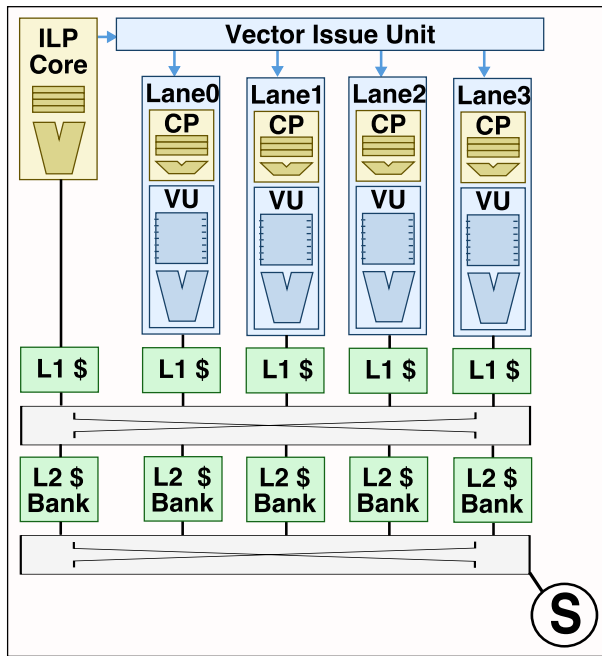 ILP
Core
Vector Issue Unit
Lane0
Lane1
Lane2
Lane3
CP
CP
CP
CP
VU
VU
VU
VU
L1 $
L1 $
L1 $
L1 $
L1 $
L2 $
Bank
L2 $
Bank
L2 $
Bank
L2 $
Bank
L2 $
Bank
S